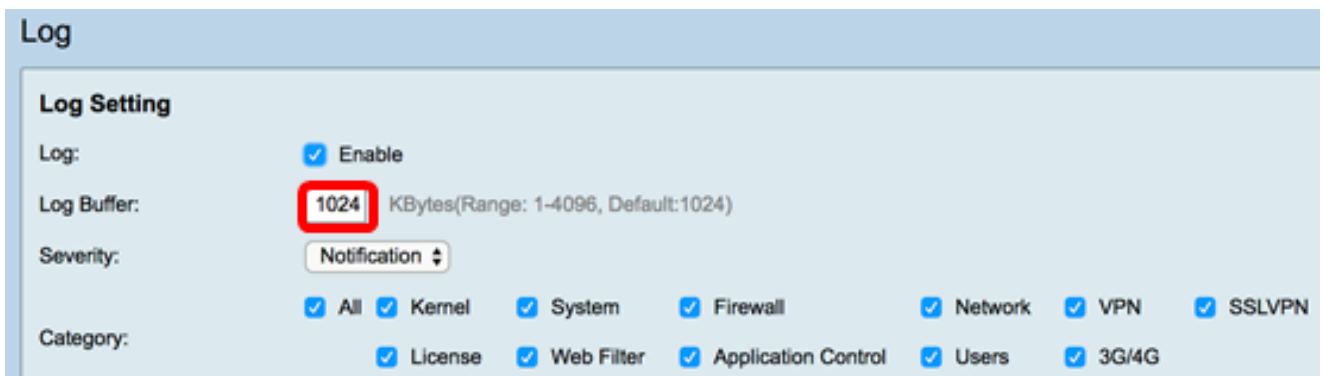 Log
Log Setting
Log: Enable
Log Buffer: 1024 KBytes(Range: 1-4096, Default:1024)
Severity: Notification
All Kernel System Firewall Network VPN SSLVPN
Category:
License Web Filter Application Control Users 3G/4G